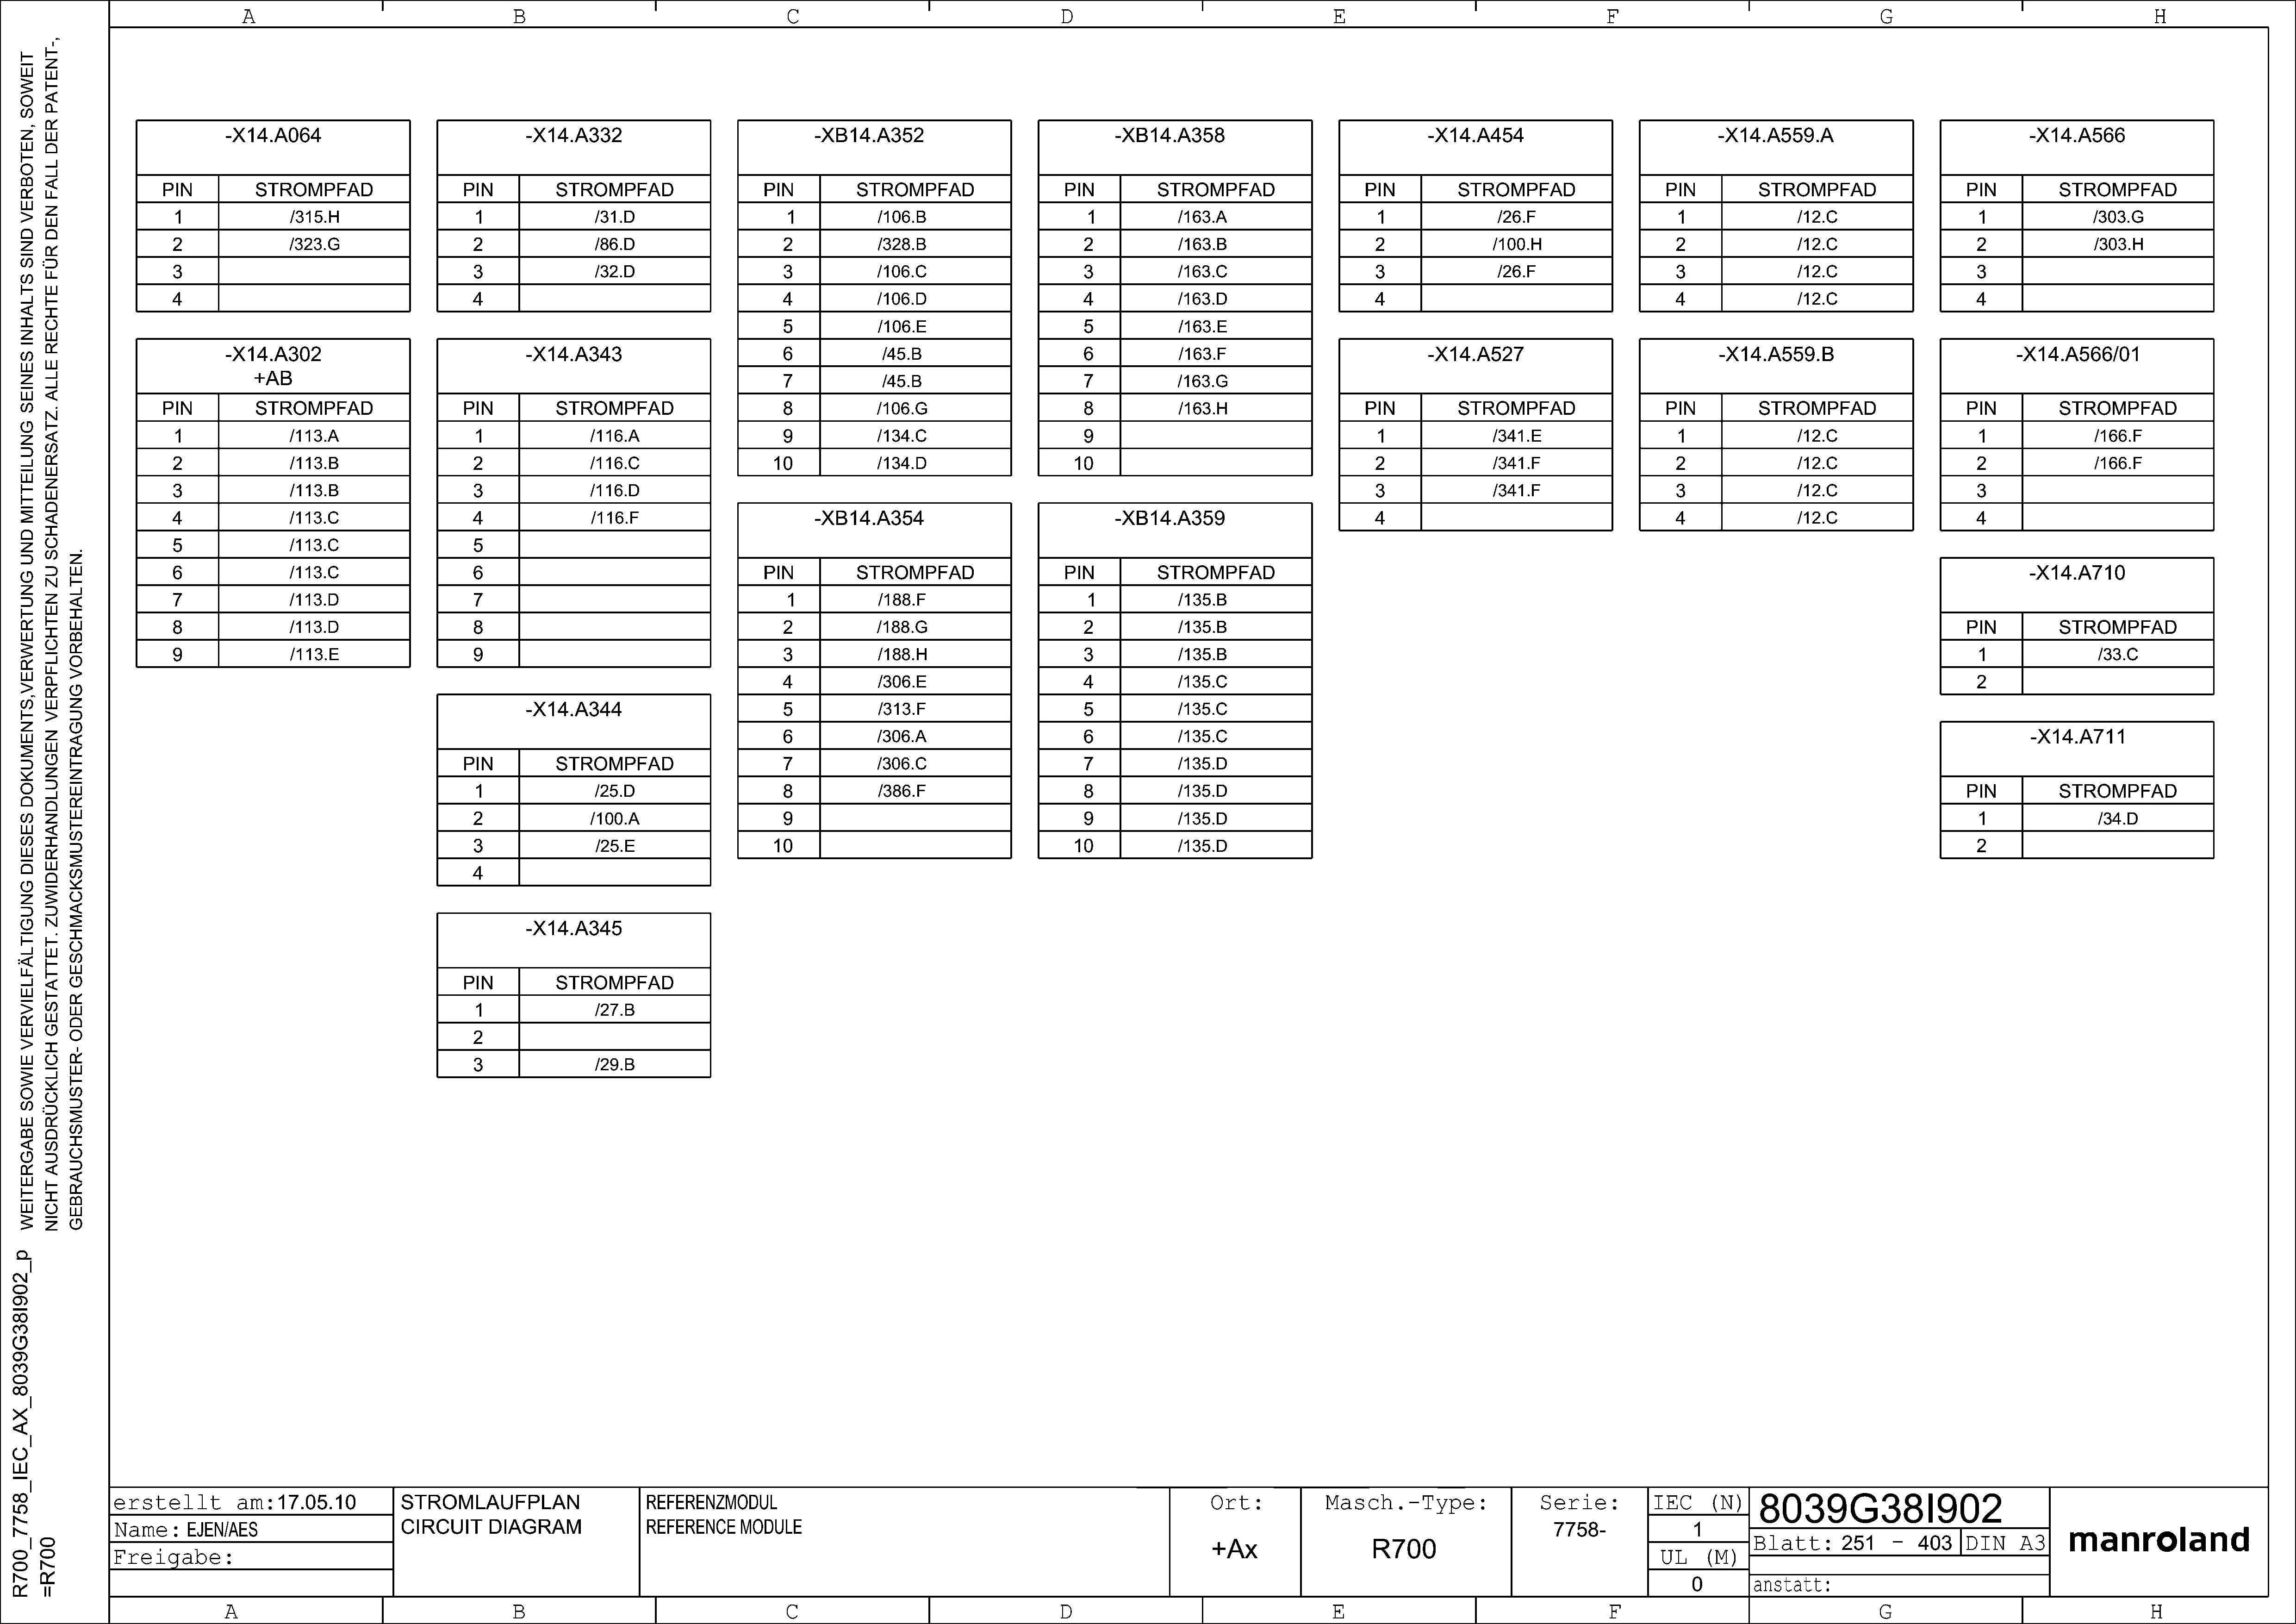 A B C D E F G H
-X14.A064
PIN STROMPFAD
1 /315.H
2 /323.G
3
4
-X14.A302
+AB
PIN STROMPFAD
1 /113.A
2 /113.B
3 /113.B
4 /113.C
5 /113.C
6 /113.C
7 /113.D
8 /113.D
9 /113.E
-X14.A332
PIN STROMPFAD
1 /31.D
2 /86.D
3 /32.D
4
-X14.A343
PIN STROMPFAD
1 /116.A
2 /116.C
3 /116.D
4 /116.F
5
6
7
8
9
-X14.A344
PIN STROMPFAD
1 /25.D
2 /100.A
3 /25.E
4
-X14.A345
PIN STROMPFAD
1 /27.B
2
3 /29.B
-XB14.A352
PIN STROMPFAD
1 /106.B
2 /328.B
3 /106.C
4 /106.D
5 /106.E
6 /45.B
7 /45.B
8 /106.G
9 /134.C
10 /134.D
-XB14.A354
PIN STROMPFAD
1 /188.F
2 /188.G
3 /188.H
4 /306.E
5 /313.F
6 /306.A
7 /306.C
8 /386.F
9
10
-XB14.A358
PIN STROMPFAD
1 /163.A
2 /163.B
3 /163.C
4 /163.D
5 /163.E
6 /163.F
7 /163.G
8 /163.H
9
10
-XB14.A359
PIN STROMPFAD
1 /135.B
2 /135.B
3 /135.B
4 /135.C
5 /135.C
6 /135.C
7 /135.D
8 /135.D
9 /135.D
10 /135.D
-X14.A454
PIN STROMPFAD
1 /26.F
2 /100.H
3 /26.F
4
-X14.A527
PIN STROMPFAD
1 /341.E
2 /341.F
3 /341.F
4
-X14.A559.A
PIN STROMPFAD
1 /12.C
2 /12.C
3 /12.C
4 /12.C
-X14.A559.B
PIN STROMPFAD
1 /12.C
2 /12.C
3 /12.C
4 /12.C
-X14.A566
PIN STROMPFAD
1 /303.G
2 /303.H
3
4
-X14.A566/01
PIN STROMPFAD
1 /166.F
2 /166.F
3
4
-X14.A710
PIN STROMPFAD
1 /33.C
2
-X14.A711
PIN STROMPFAD
1 /34.D
2
WEITERGABE SOWIE VERVIELFÄLTIGUNG DIESES DOKUMENTS,VERWERTUNG UND MITTEILUNG SEINES INHALTS SIND VERBOTEN, SOWEIT
NICHT AUSDRÜCKLICH GESTATTET. ZUWIDERHANDLUNGEN VERPFLICHTEN ZU SCHADENERSATZ. ALLE RECHTE FÜR DEN FALL DER PATENT-,
GEBRAUCHSMUSTER- ODER GESCHMACKSMUSTEREINTRAGUNG VORBEHALTEN.
R700_7758_IEC_AX_8039G38I902_p
=R700
erstellt am:17.05.10
Name: EJEN/AES
Freigabe:
STROMLAUFPLAN
CIRCUIT DIAGRAM
REFERENZMODUL
REFERENCE MODULE
Ort:
+Ax
Masch.-Type:
R700
Serie:
7758-
IEC (N)
1
UL (M)
0
8039G38I902
Blatt: 251 - 403 DIN A3
anstatt:
manroland
A B C D E F G H